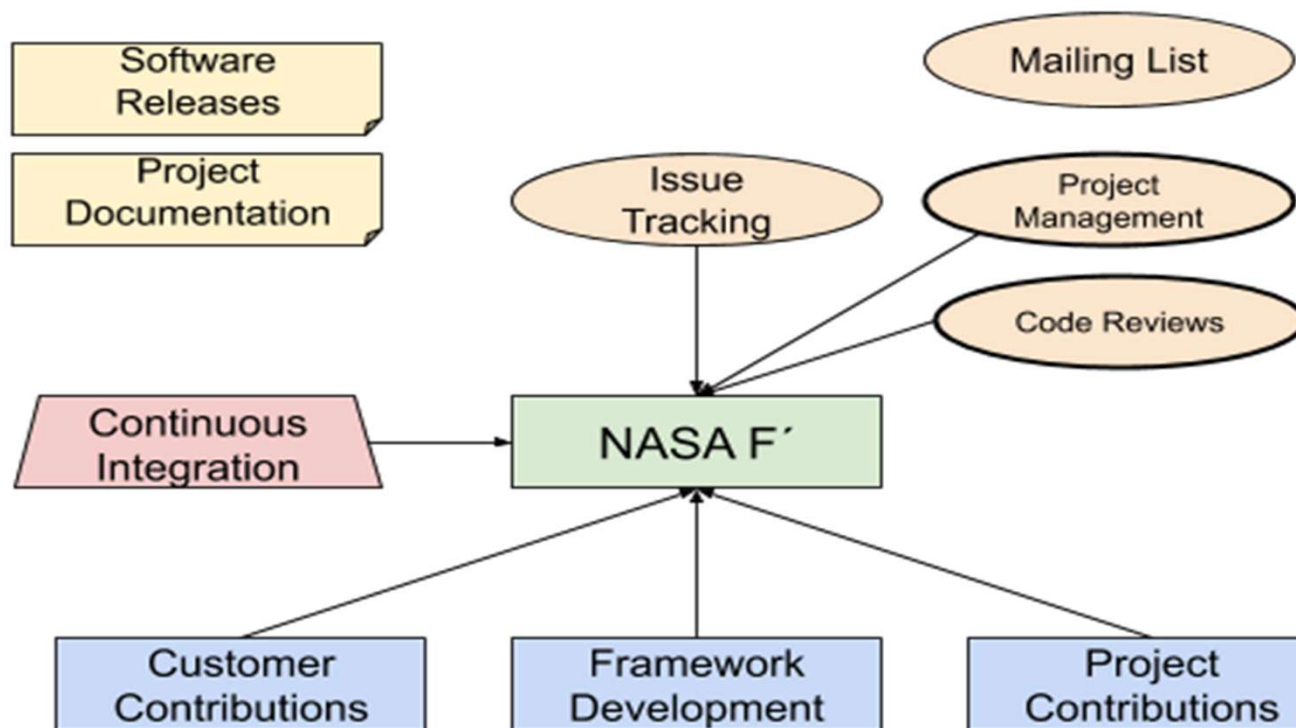 Software
Releases
Mailing List
Project
Documentation
Issue
Tracking
Project
Management
Code Reviews
Continuous
Integration
NASA F´
Customer
Contributions
Framework
Development
Project
Contributions